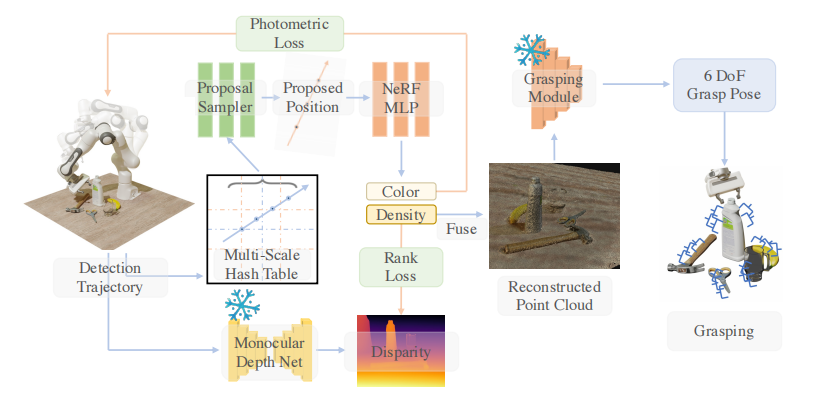 Photometric
Loss
Proposal
Sampler
Proposed
Position
NeRF
MLP
Grasping
Module
6 DoF
Grasp Pose
Color
Density
Fuse
Multi-Scale
Hash Table
Detection
Trajectory
Rank
Loss
Reconstructed
Point Cloud
Monocular
Depth Net
Disparity
Grasping